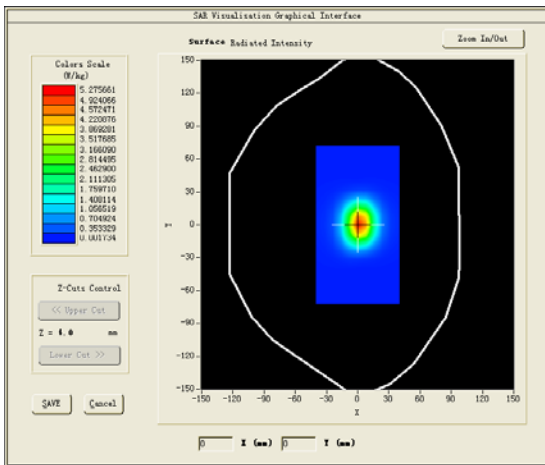 SAR Visualisation Graphical Interface
Surface Radiated Intensity
Zoom In/Out
Colors Scale
(W/kg)
5.275661
4.924066
4.572471
4.220876
3.869281
3.517685
3.166090
2.814495
2.462900
2.111305
1.759710
1.408114
1.056519
0.704924
0.353329
0.001734
150
120
90
60
30
0
-30
-60
-90
-120
-150
Y
-150 -120 -90 -60 -30 0 30 60 90 120 150
X
Z-Cuts Control
<< Upper Cut
Z = 4.0 mm
Lower Cut >>
SAVE
Cancel
0 X (mm) 0 Y (mm)